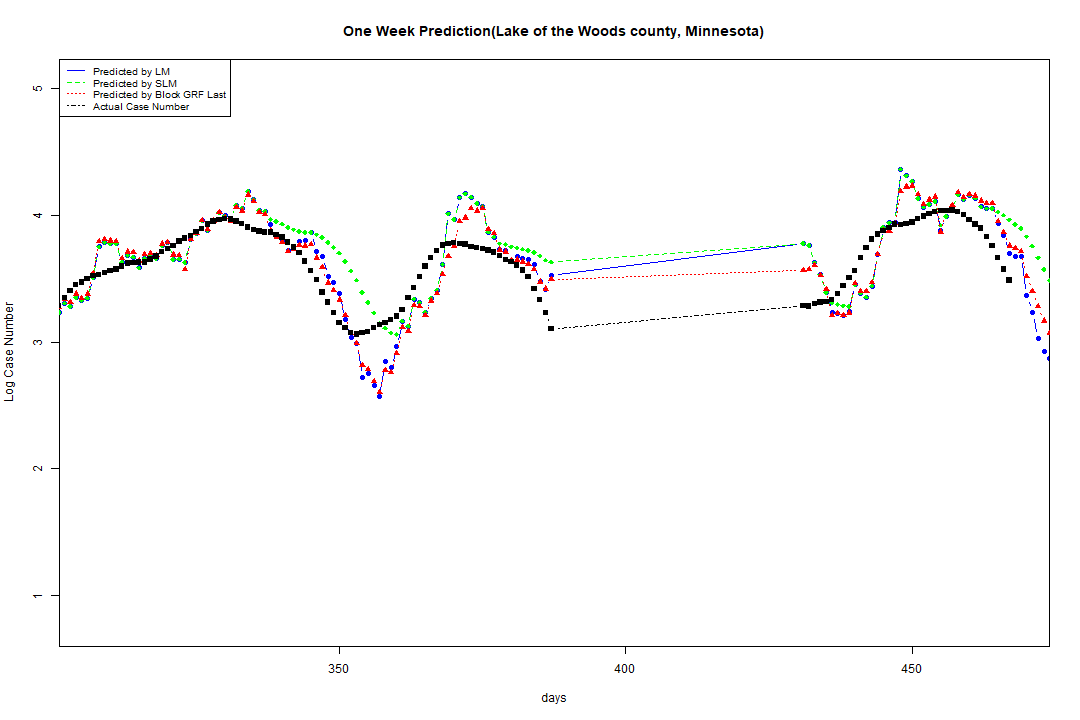 One Week Prediction(Lake of the Woods county, Minnesota)
Predicted by LM
Predicted by SLM
Predicted by Block GRF Last
Actual Case Number
5
4
3
2
1
Log Case Number
350
400
450
days